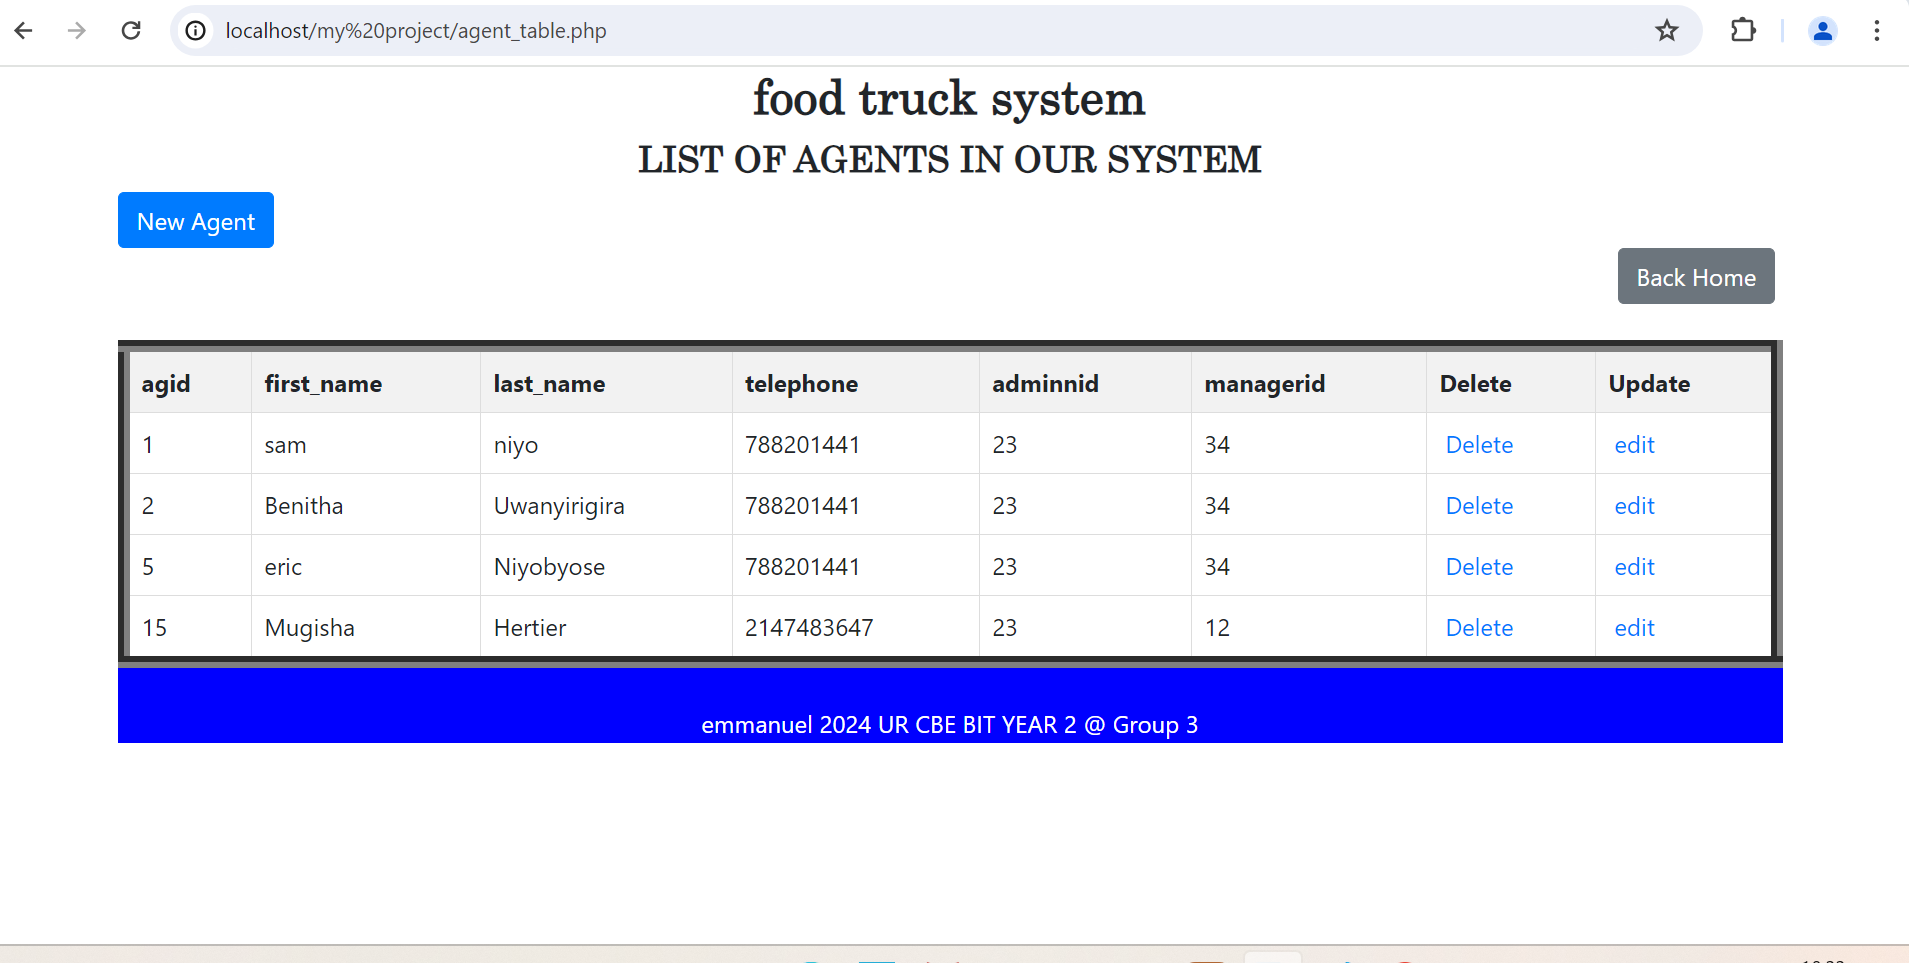 localhost/my%20project/agent_table.php
food truck system
LIST OF AGENTS IN OUR SYSTEM
New Agent
Back Home
agid first_name last_name telephone adminnid managerid Delete Update
1 sam niyo 788201441 23 34 Delete edit
2 Benitha Uwanyirigira 788201441 23 34 Delete edit
5 eric Niyobyose 788201441 23 34 Delete edit
15 Mugisha Hertier 2147483647 23 12 Delete edit
emmanuel 2024 UR CBE BIT YEAR 2 @ Group 3